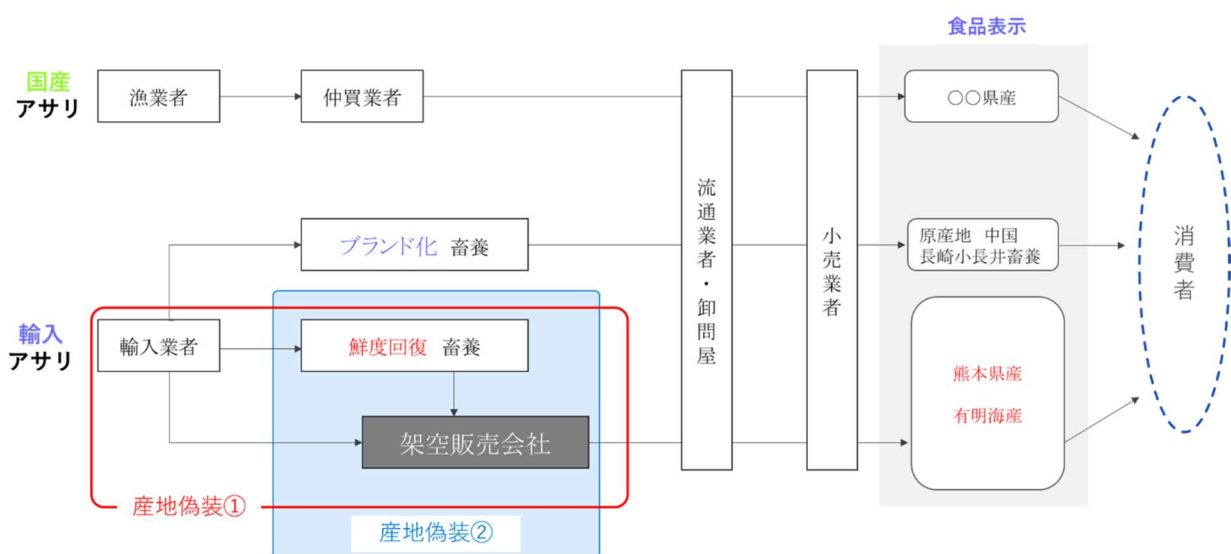 食品表示
国産
アサリ
漁業者
仲買業者
○○県産
流通業者・卸問屋
小売業者
消費者
ブランド化 畜養
原産地 中国
長崎小長井畜養
輸入
アサリ
輸入業者
鮮度回復 畜養
架空販売会社
熊本県産
有明海産
産地偽装①
産地偽装②